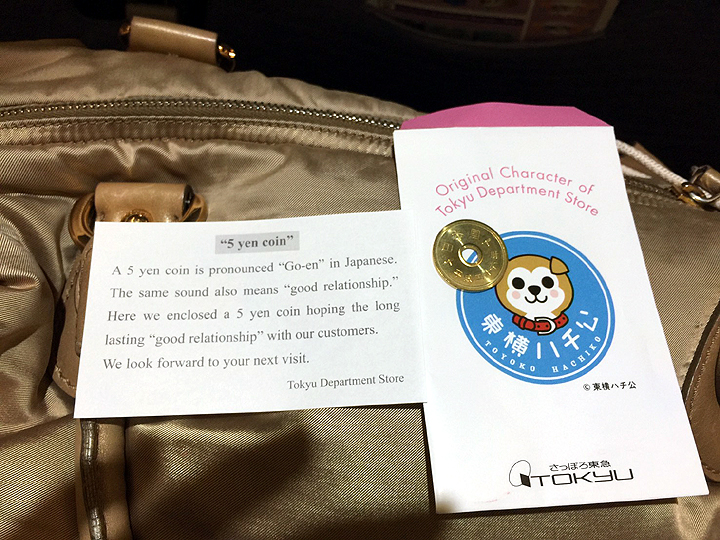 "5 yen coin"
A 5 yen coin is pronounced "Go-en" in Japanese.
The same sound also means "good relationship."
Here we enclosed a 5 yen coin hoping the long
lasting "good relationship" with our customers.
We look forward to your next visit.
Tokyu Department Store
Original Character of
Tokyu Department Store
東横ハチ公
TOYOKO HACHIKO
© 東横ハチ公
さっぽろ東急
TOKYU